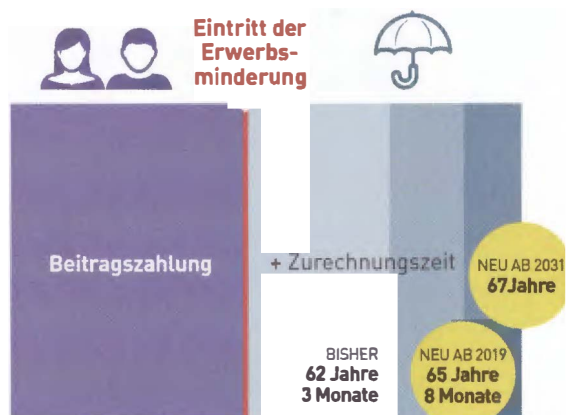 Eintritt der
Erwerbs-
minderung
Beitragszahlung
+ Zurechnungszeit
NEU AB 2031
67Jahre
BISHER
62 Jahre
3 Monate
NEU AB 2019
65 Jahre
8 Monate